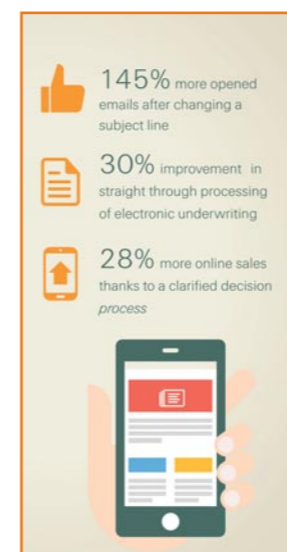 145% more opened
emails after changing a
subject line
30% improvement in
straight through processing
of electronic underwriting
28% more online sales
thanks to a clarified decision
process